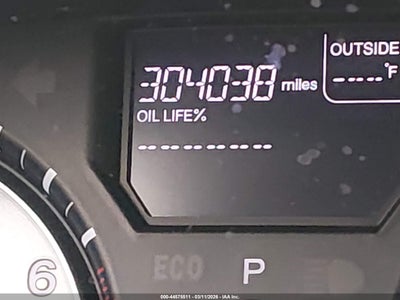 OUTSIDE
----°F
304038 miles
OIL LIFE%
---------
6
ECO P
000-44575511 - 03/11/2026 - IAA Inc.